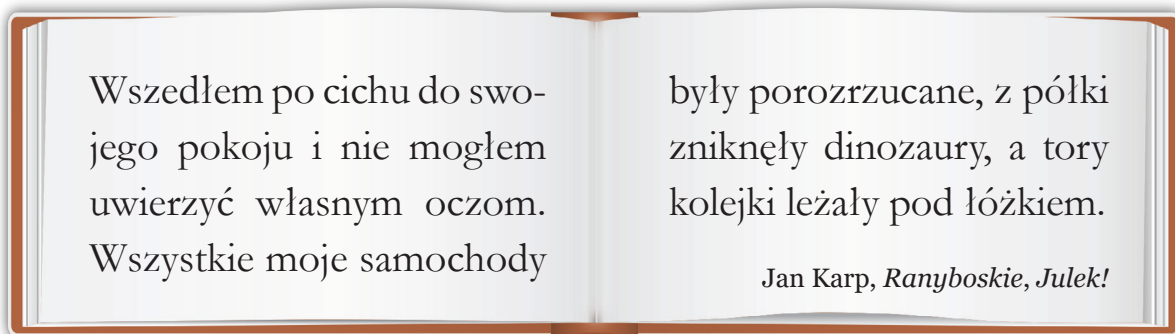 Wszedłem po cichu do swo-
jego pokoju i nie mogłem
uwierzyć własnym oczom.
Wszystkie moje samochody
były porozrzucane, z półki
zniknęły dinozaury, a tory
kolejki leżały pod łóżkiem.
Jan Karp, Ranyboskie, Julek!